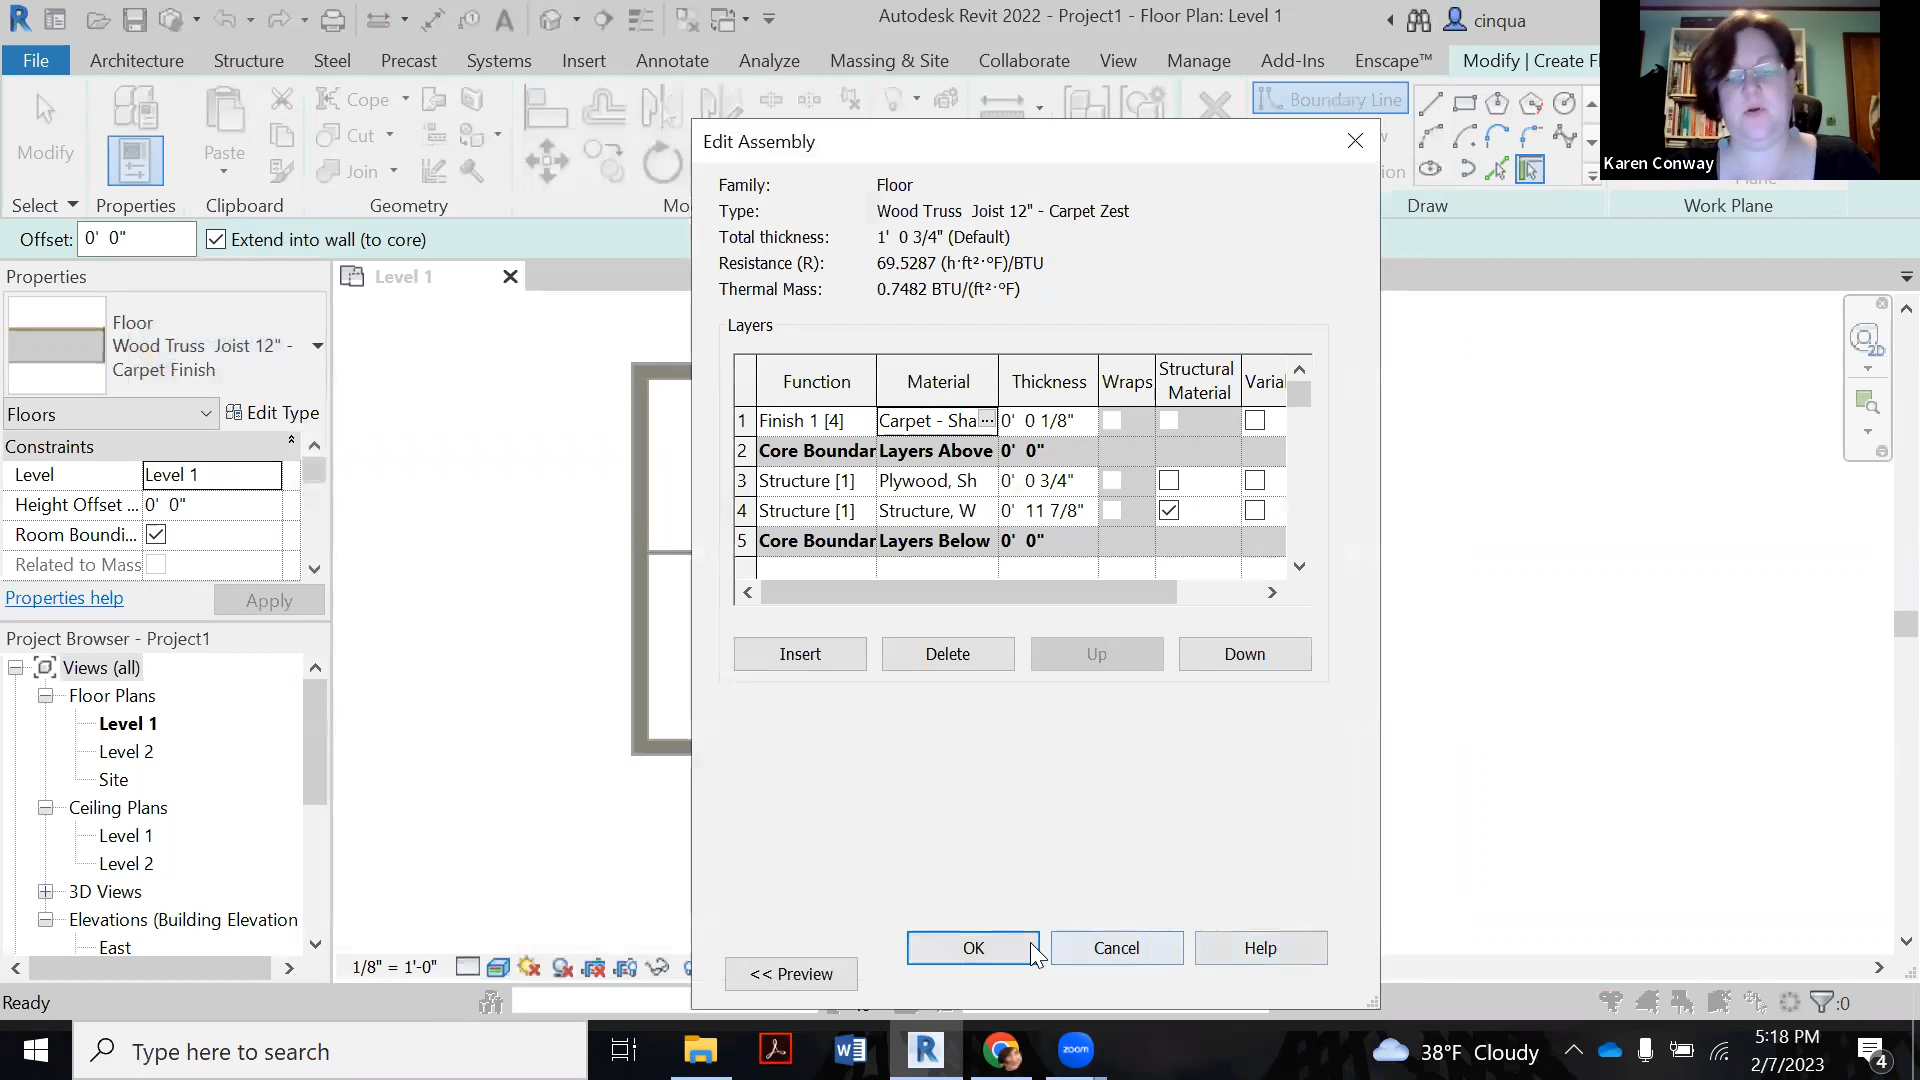 Autodesk Revit 2022 - Project1 - Floor Plan: Level 1
cinqua
File Architecture Structure Steel Precast Systems Insert Annotate Analyze Massing & Site Collaborate View Manage Add-Ins Enscape™ Modify | Create Fl
Cope
Boundary Line
Modify
Paste
Cut
Join
Karen Conway
Select Properties Clipboard Geometry Mo Draw Work Plane
Offset: 0' 0" Extend into wall (to core)
Properties
Level 1
Floor
Wood Truss Joist 12" -
Carpet Finish
Floors
Edit Type
Constraints
Level Level 1
Height Offset ... 0' 0"
Room Boundi...
Related to Mass
Properties help
Apply
Project Browser - Project1
Views (all)
Floor Plans
Level 1
Level 2
Site
Ceiling Plans
Level 1
Level 2
3D Views
Elevations (Building Elevation
East
Edit Assembly
Family: Floor
Type: Wood Truss Joist 12" - Carpet Zest
Total thickness: 1' 0 3/4" (Default)
Resistance (R): 69.5287 (h·ft²·ºF)/BTU
Thermal Mass: 0.7482 BTU/(ft²·ºF)
Layers
Function Material Thickness Wraps Structural Material Varial
1 Finish 1 [4] Carpet - Sha ... 0' 0 1/8"
2 Core Boundar Layers Above 0' 0"
3 Structure [1] Plywood, Sh 0' 0 3/4"
4 Structure [1] Structure, W 0' 11 7/8"
5 Core Boundar Layers Below 0' 0"
Insert Delete Up Down
OK Cancel Help
<< Preview
2D
1/8" = 1'-0"
Ready
:0
Type here to search
zoom
38°F Cloudy
5:18 PM
2/7/2023
4